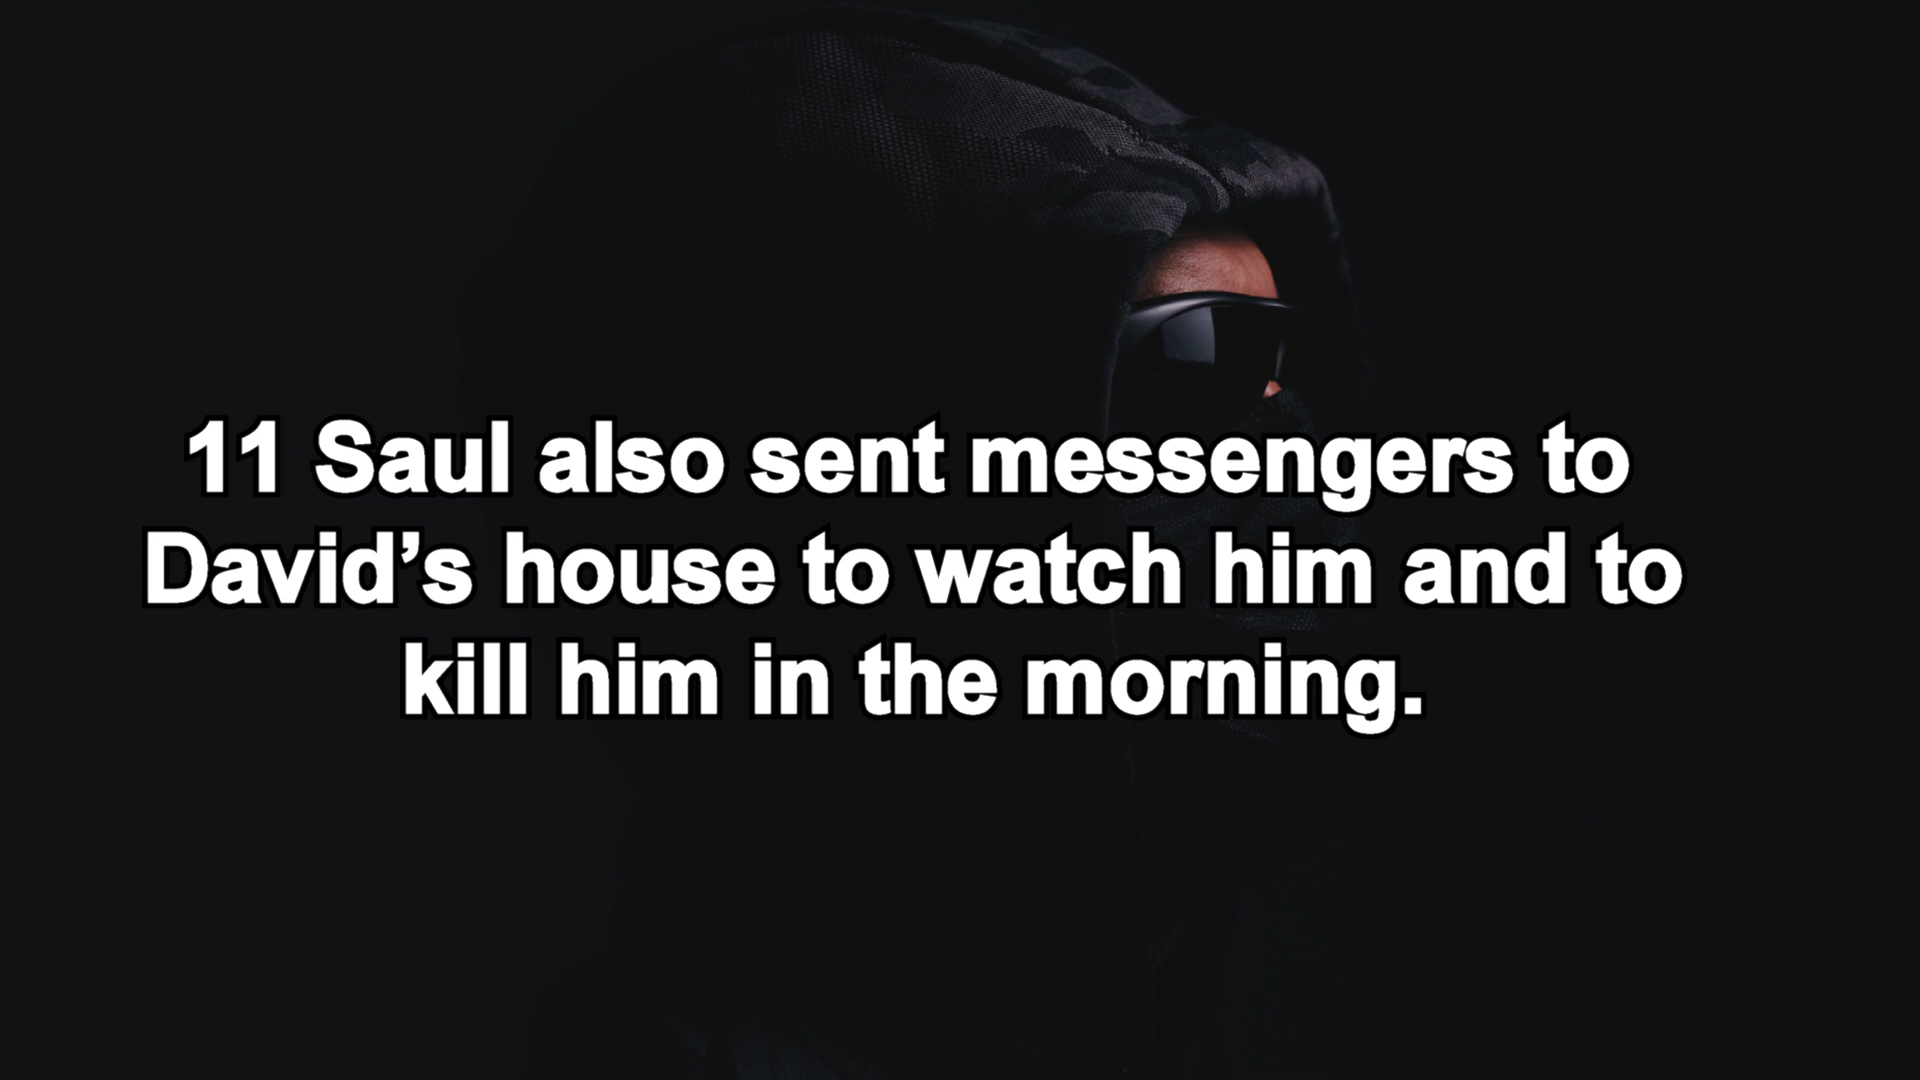 11 Saul also sent messengers to
David’s house to watch him and to
kill him in the morning.